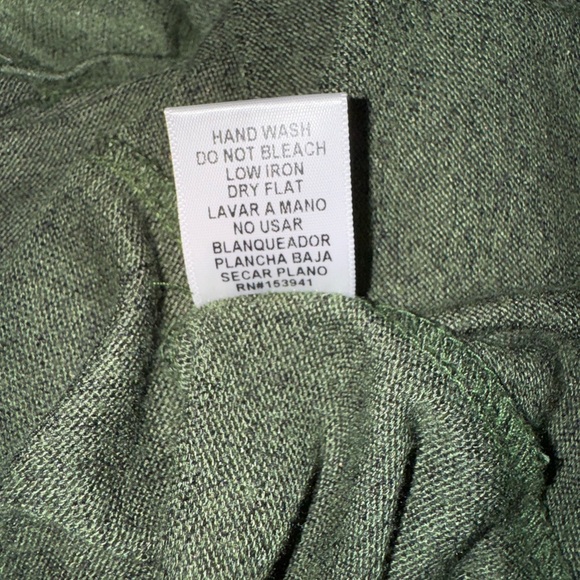 HAND WASH
DO NOT BLEACH
LOW IRON
DRY FLAT
LAVAR A MANO
NO USAR
BLANQUEADOR
PLANCHA BAJA
SECAR PLANO
RN#153941